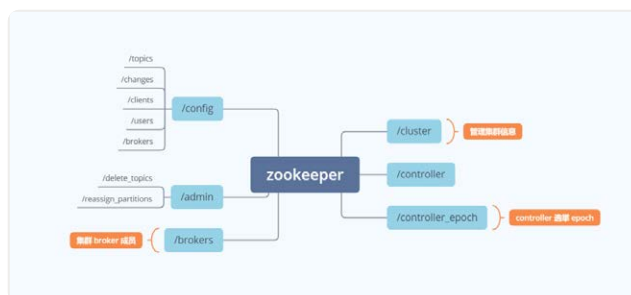 /topics
/changes
/clients
/users
/brokers
/config
/delete_topics
/reassign_partitions
/admin
集群 broker 成员
/brokers
zookeeper
/cluster
管理集群信息
/controller
/controller_epoch
controller 选举 epoch